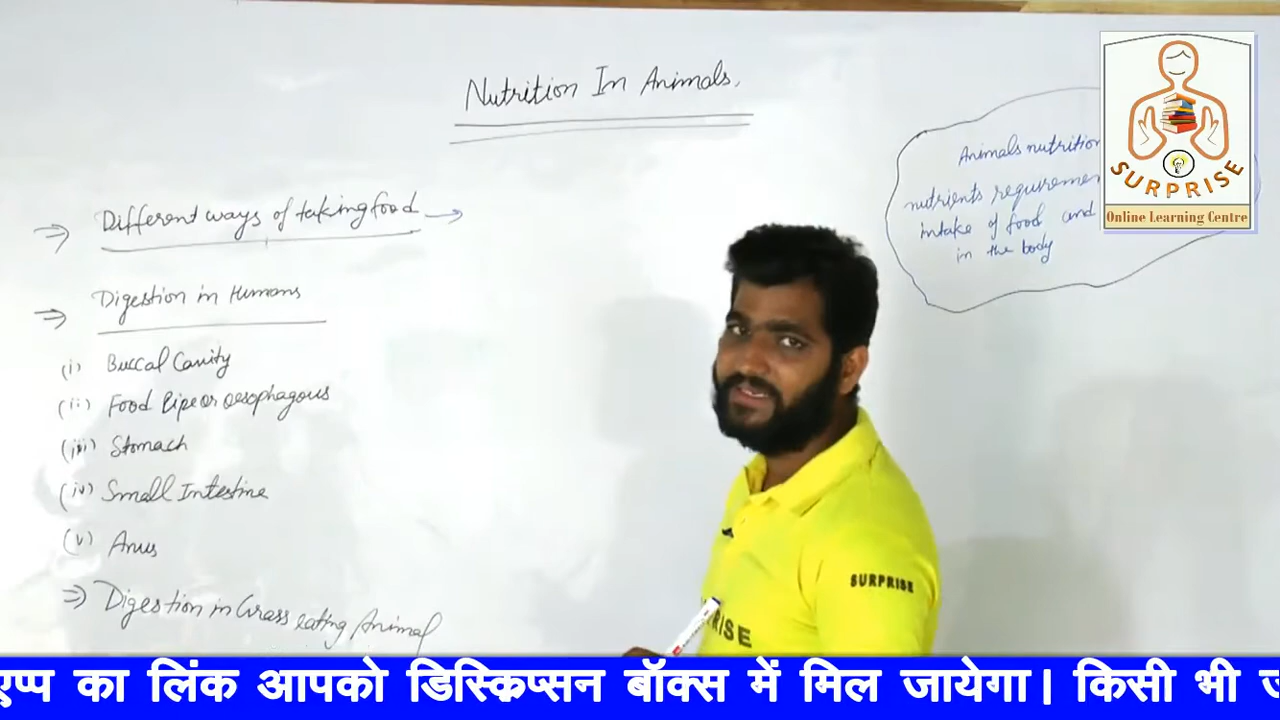 Nutrition In Animals.
Animals nutrition
nutrients requiremen
intake of food and
in the body
SURPRISE
Online Learning Centre
⇒ Different ways of taking food →
⇒ Digestion in Humans
(i) Buccal Cavity
(ii) Food Pipe or oesophagous
(iii) Stomach
(iv) Small Intestine
(v) Anus
⇒ Digestion in Grass eating Animal
SURPRISE
RISE
एप्प का लिंक आपको डिस्क्रिप्सन बॉक्स में मिल जायेगा। किसी भी ज